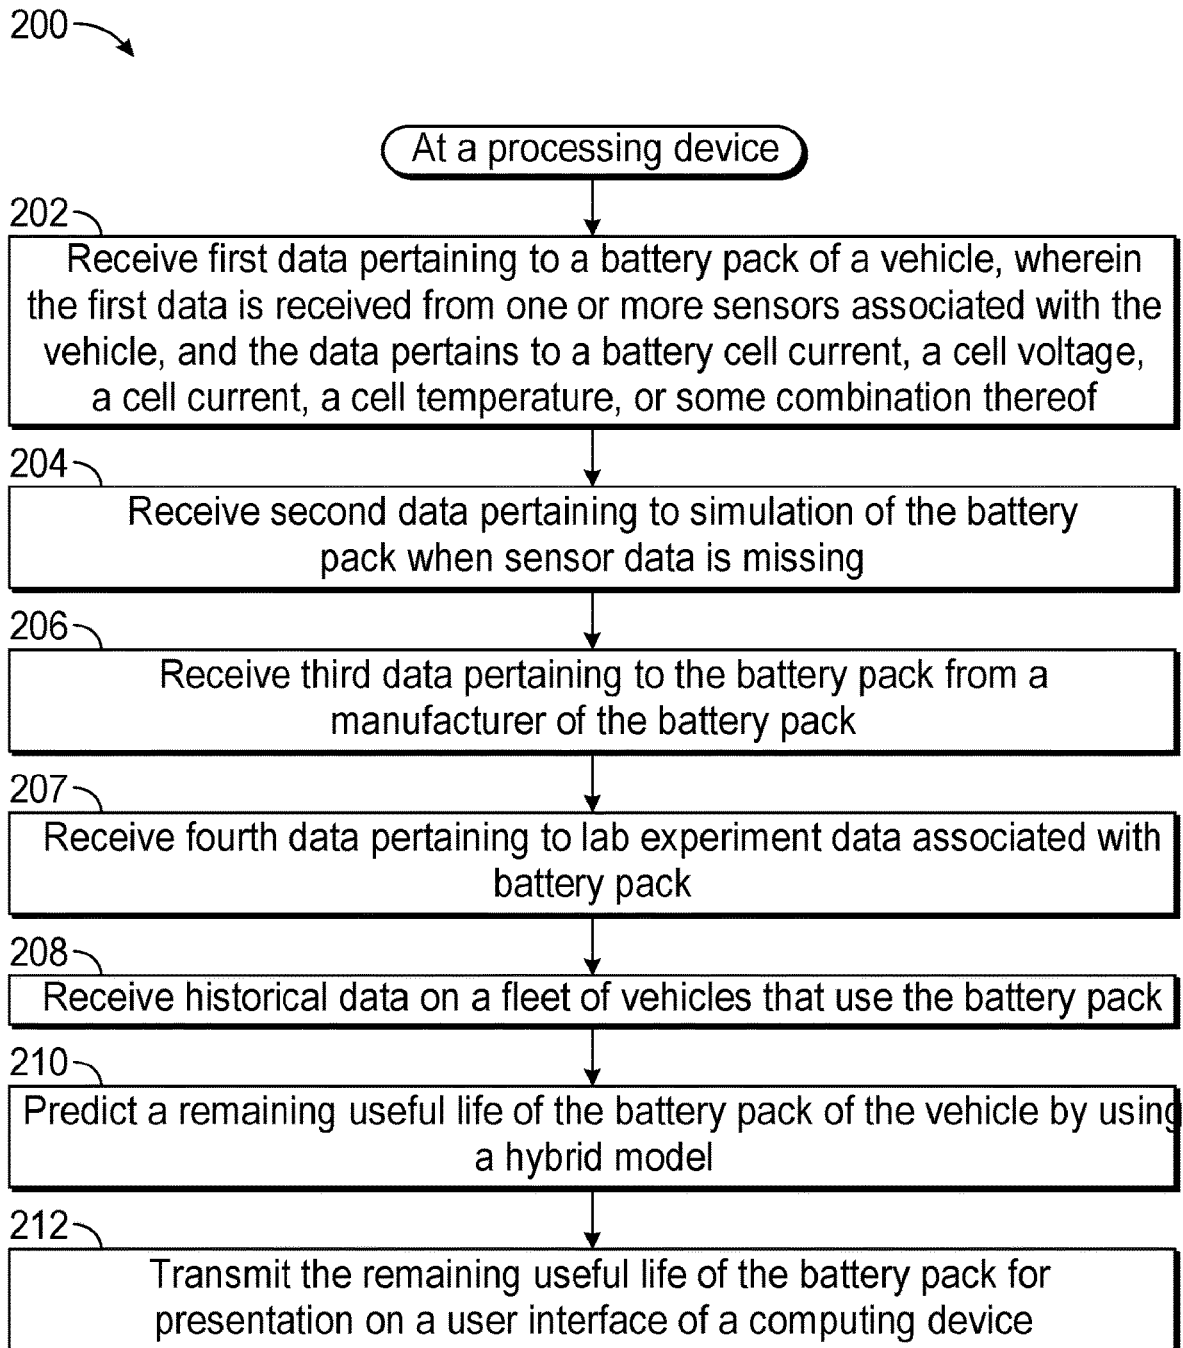 200
At a processing device
202
Receive first data pertaining to a battery pack of a vehicle, wherein
the first data is received from one or more sensors associated with the
vehicle, and the data pertains to a battery cell current, a cell voltage,
a cell current, a cell temperature, or some combination thereof
204
Receive second data pertaining to simulation of the battery
pack when sensor data is missing
206
Receive third data pertaining to the battery pack from a
manufacturer of the battery pack
207
Receive fourth data pertaining to lab experiment data associated with
battery pack
208
Receive historical data on a fleet of vehicles that use the battery pack
210
Predict a remaining useful life of the battery pack of the vehicle by using
a hybrid model
212
Transmit the remaining useful life of the battery pack for
presentation on a user interface of a computing device